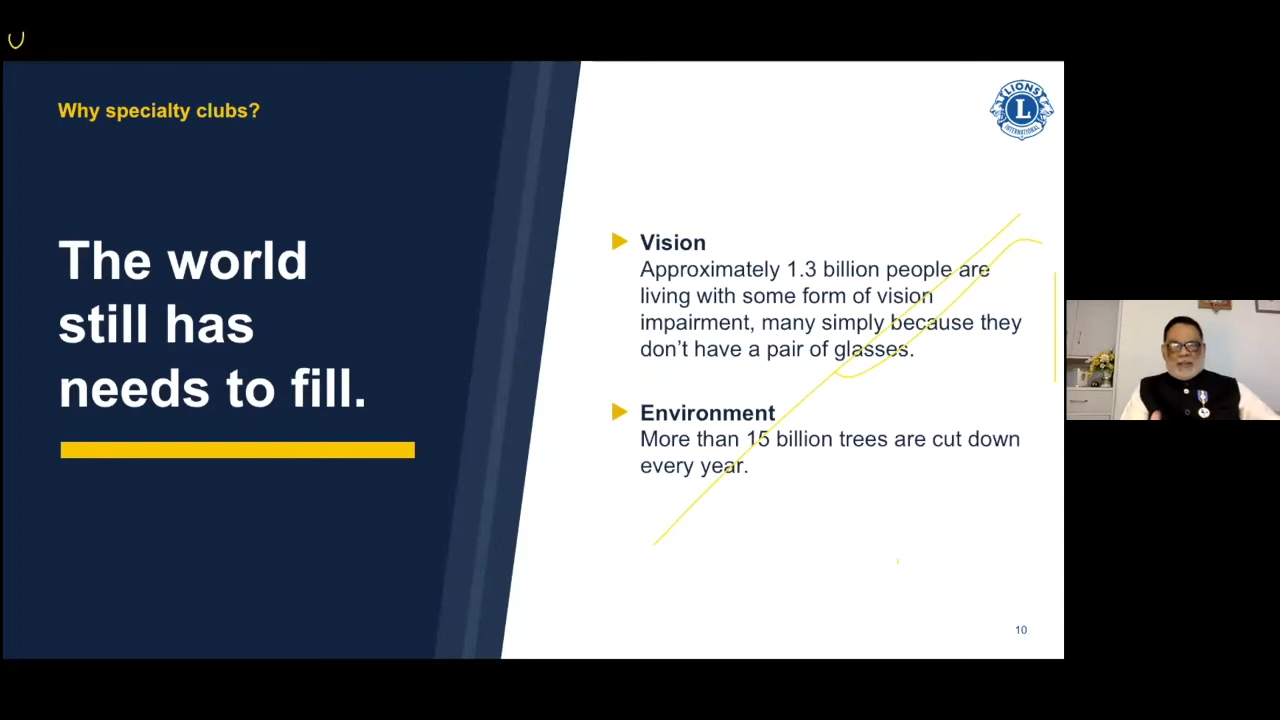 Why specialty clubs?
The world
still has
needs to fill.
LIONS
L
INTERNATIONAL
Vision
Approximately 1.3 billion people are
living with some form of vision
impairment, many simply because they
don’t have a pair of glasses.
Environment
More than 15 billion trees are cut down
every year.
10